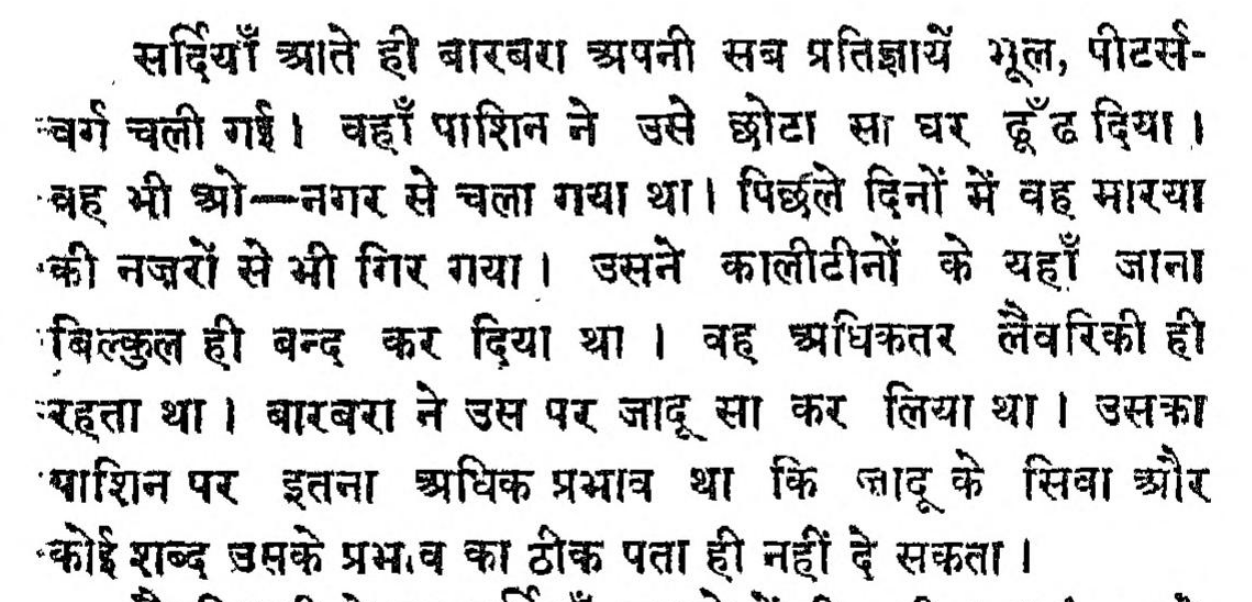 सर्दियाँ आते ही बारबरा अपनी सब प्रतिज्ञायें भूल, पीटर्स-
बर्ग चली गई। वहाँ पाशिन ने उसे छोटा सा घर ढूँढ दिया।
वह भी ओ—नगर से चला गया था। पिछले दिनों में वह मारया
की नज़रों से भी गिर गया। उसने कालीटीनों के यहाँ जाना
बिल्कुल ही बन्द कर दिया था। वह अधिकतर लैवरिकी ही
रहता था। बारबरा ने उस पर जादू सा कर लिया था। उसका
पाशिन पर इतना अधिक प्रभाव था कि जादू के सिवा और
कोई शब्द उसके प्रभाव का ठीक पता ही नहीं दे सकता।